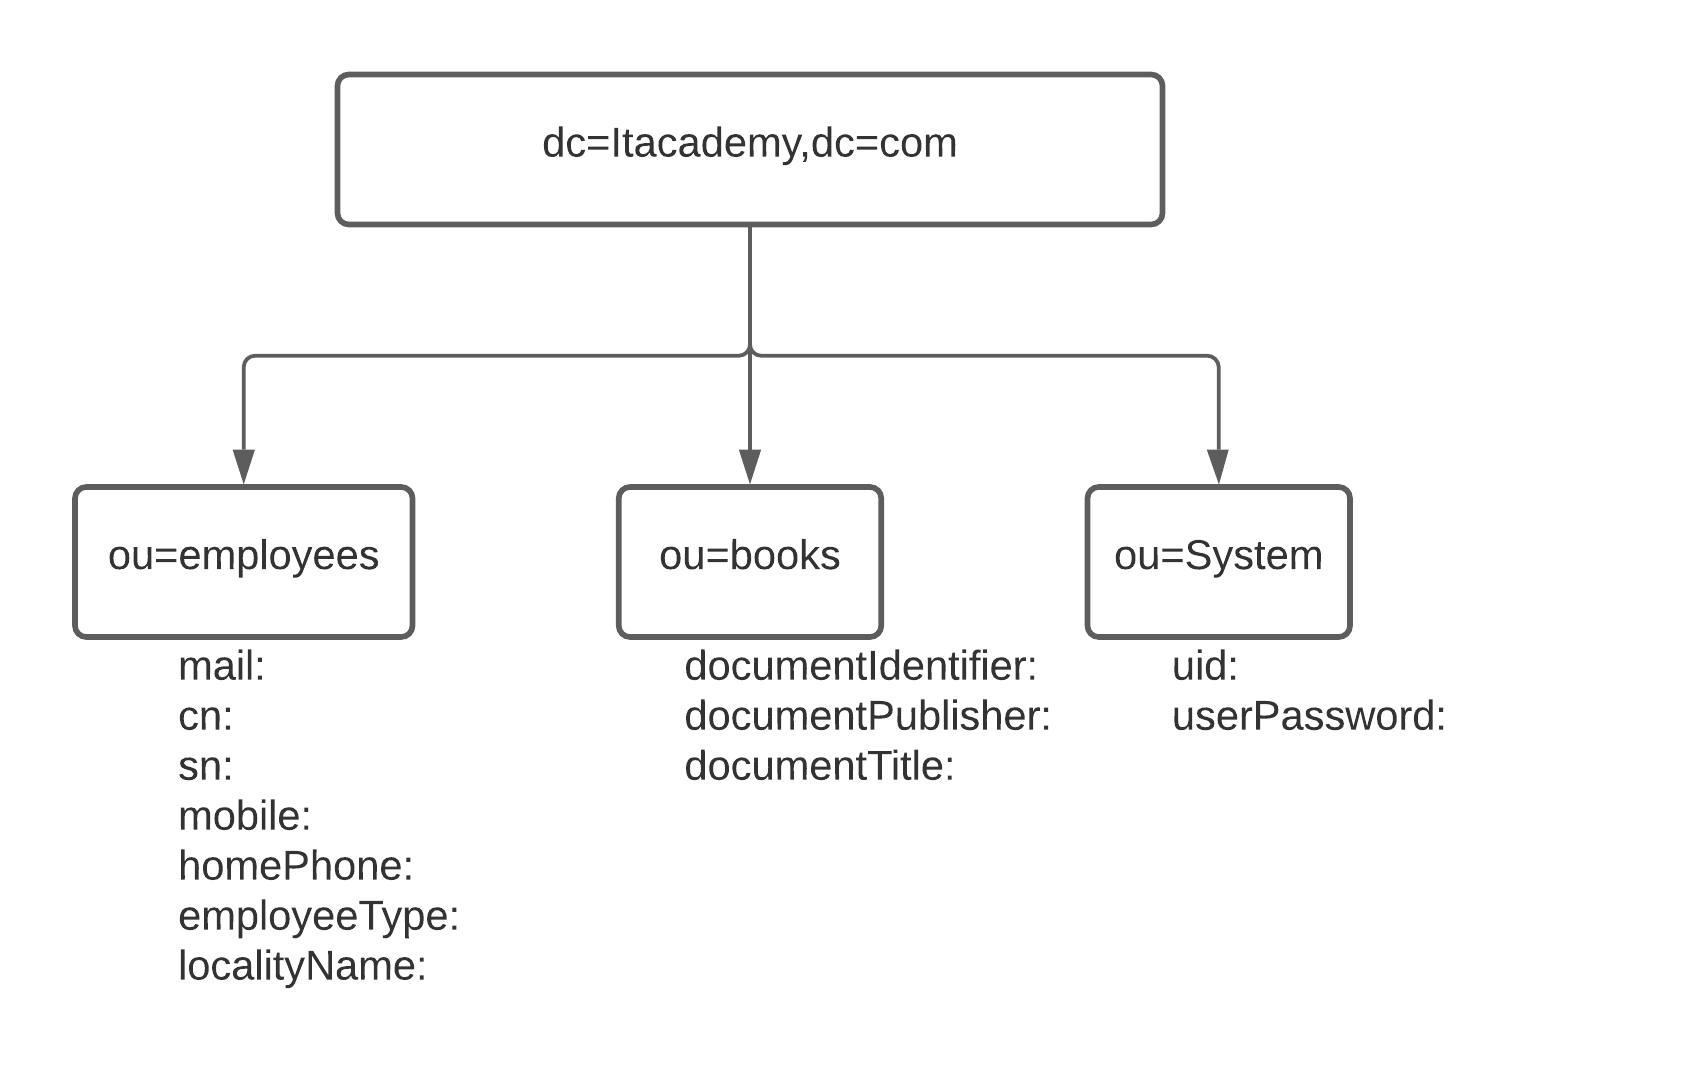 dc=Itacademy,dc=com
ou=employees
mail:
cn:
sn:
mobile:
homePhone:
employeeType:
localityName:
ou=books
documentIdentifier:
documentPublisher:
documentTitle:
ou=System
uid:
userPassword: